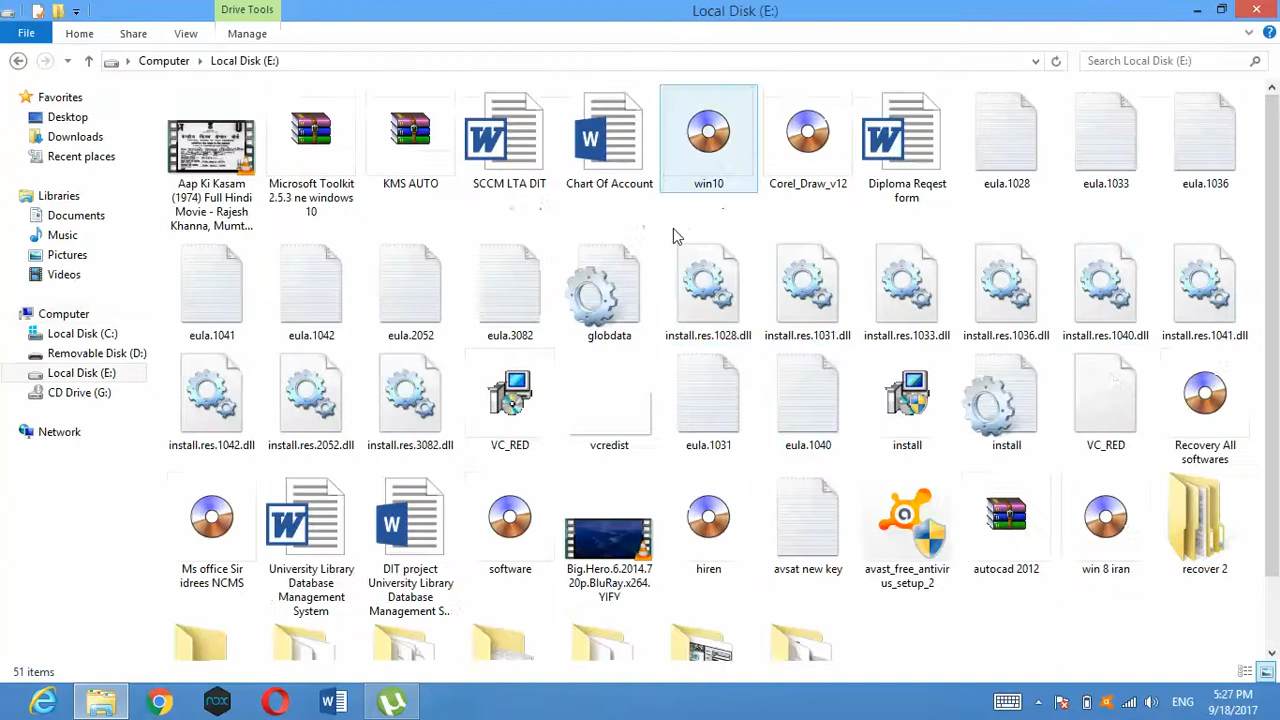 Drive Tools
Local Disk (E:)
File
Home
Share
View
Manage
Computer
Local Disk (E:)
Search Local Disk (E:)
Favorites
Desktop
Downloads
Recent places
Libraries
Documents
Music
Pictures
Videos
Computer
Local Disk (C:)
Removable Disk (D:)
Local Disk (E:)
CD Drive (G:)
Network
Aap Ki Kasam
(1974) Full Hindi
Movie - Rajesh
Khanna, Mumt...
Microsoft Toolkit
2.5.3 ne windows
10
KMS AUTO
SCCM LTA DIT
Chart Of Account
win10
Corel_Draw_v12
Diploma Reqest
form
eula.1028
eula.1033
eula.1036
eula.1041
eula.1042
eula.2052
eula.3082
globdata
install.res.1028.dll
install.res.1031.dll
install.res.1033.dll
install.res.1036.dll
install.res.1040.dll
install.res.1041.dll
install.res.1042.dll
install.res.2052.dll
install.res.3082.dll
VC_RED
vcredist
eula.1031
eula.1040
install
install
VC_RED
Recovery All
softwares
Ms office Sir
idrees NCMS
University Library
Database
Management
System
DIT project
University Library
Database
Management S...
software
Big.Hero.6.2014.7
20p.BluRay.x264.
YIFY
hiren
avsat new key
avast_free_antivir
us_setup_2
autocad 2012
win 8 iran
recover 2
51 items
nox
ENG
5:27 PM
9/18/2017